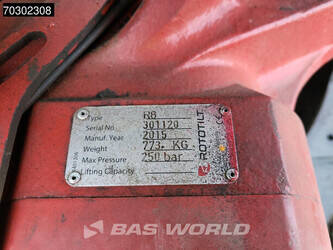 70302308
Type R8
Serial No. 301120
Manuf. Year 2015
Weight 773. KG
Max Pressure 250 bar
Lifting Capacity
ROTOTILT
BAS WORLD